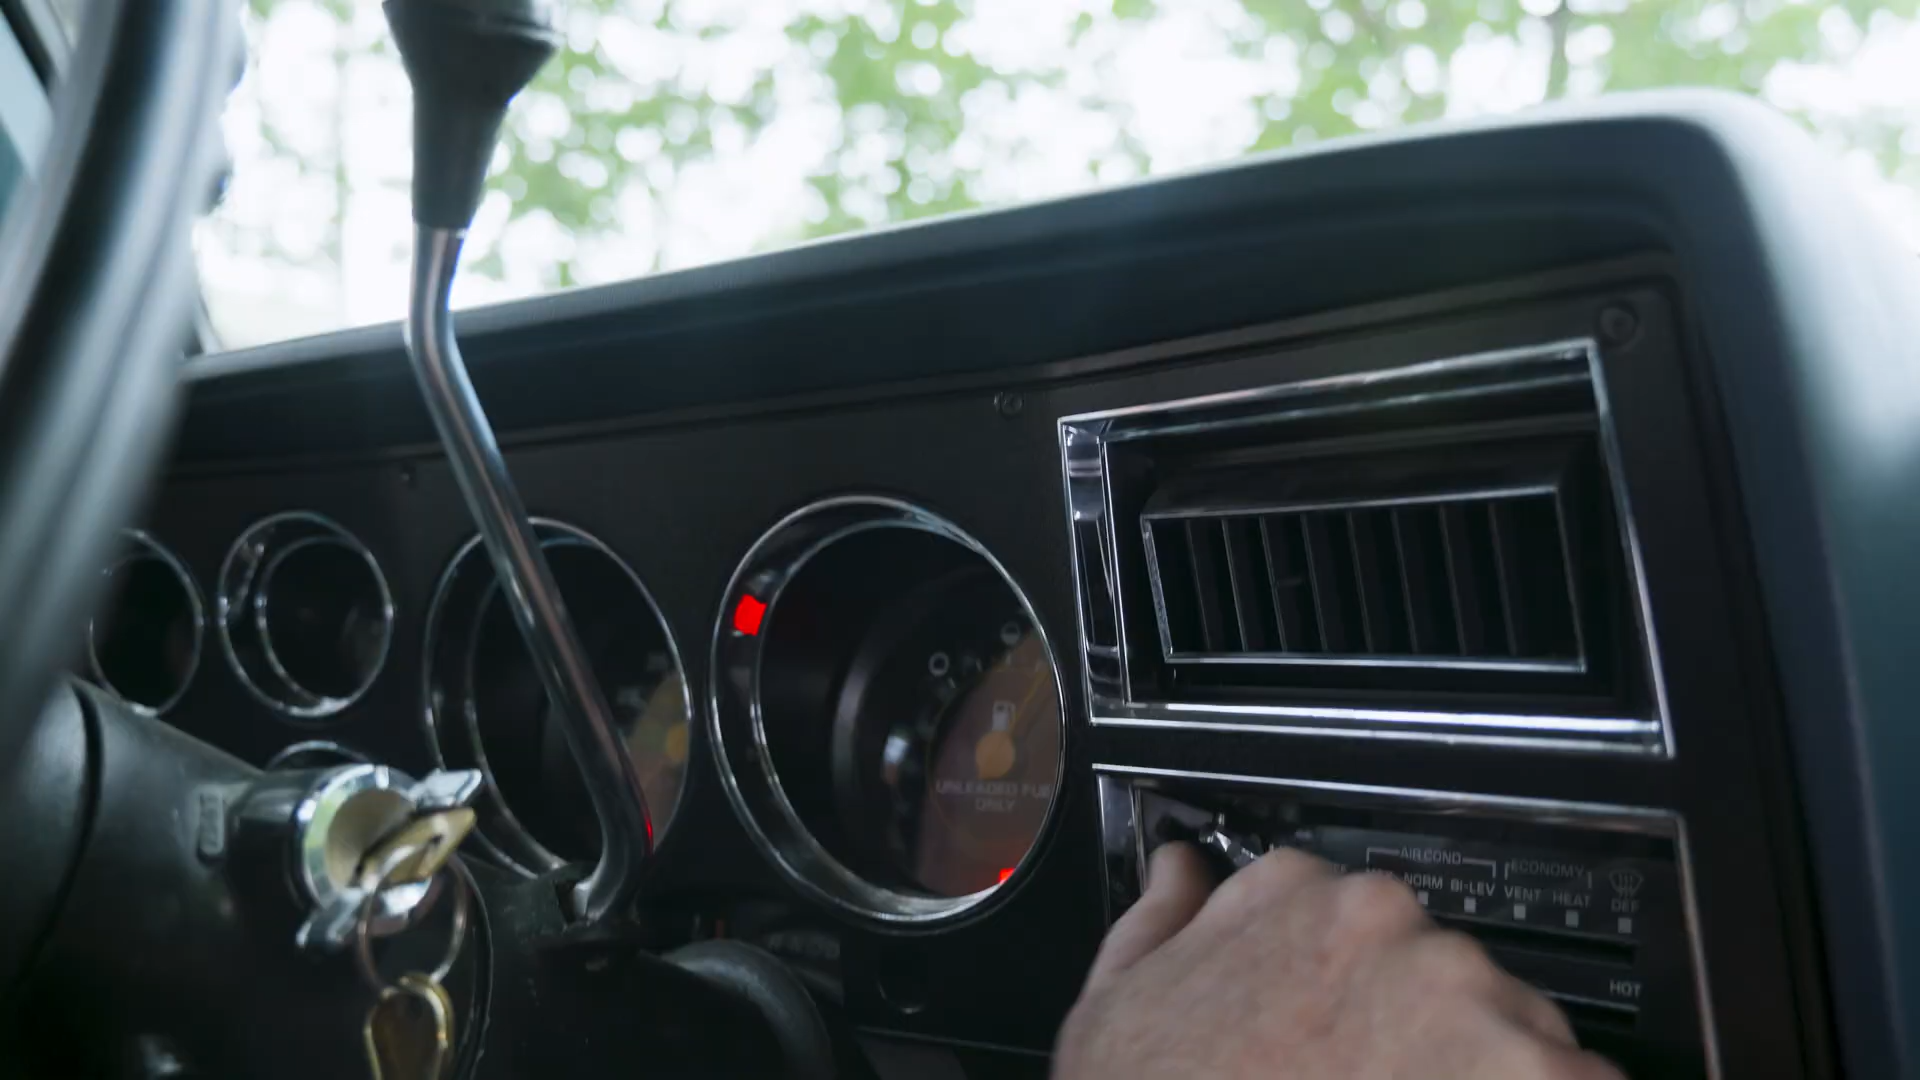 UNLEADED FUEL
ONLY
AIR COND
ECONOMY
NORM BI-LEV VENT HEAT DEF
HOT